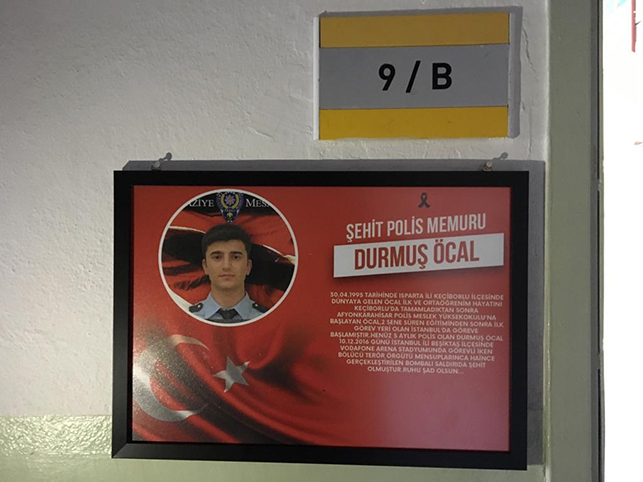 9 / B
AZİYE MES
ŞEHİT POLİS MEMURU
DURMUŞ ÖCAL
30.04.1995 TARİHİNDE ISPARTA İLİ KEÇİBORLU İLÇESİNDE
DÜNYAYA GELEN ÖCAL İLK VE ORTAÖĞRENİM HAYATINI
KEÇİBORLU'DA TAMAMLADIKTAN SONRA
AFYONKARAHİSAR POLİS MESLEK YÜKSEKOKULU'NA
BAŞLAYAN ÖCAL,2 SENE SÜREN EĞİTİMİNDEN SONRA İLK
GÖREV YERİ OLAN İSTANBUL'DA GÖREVE
BAŞLAMIŞTIR.HENÜZ 5 AYLIK POLİS OLAN DURMUŞ ÖCAL
10.12.2016 GÜNÜ İSTANBUL İLİ BEŞİKTAŞ İLÇESİNDE
VODAFONE ARENA STADYUMUNDA GÖREVLİ İKEN
BÖLÜCÜ TERÖR ÖRGÜTÜ MENSUPLARINCA HAİNCE
GERÇEKLEŞTİRİLEN BOMBALI SALDIRIDA ŞEHİT
OLMUŞTUR.RUHU ŞAD OLSUN...